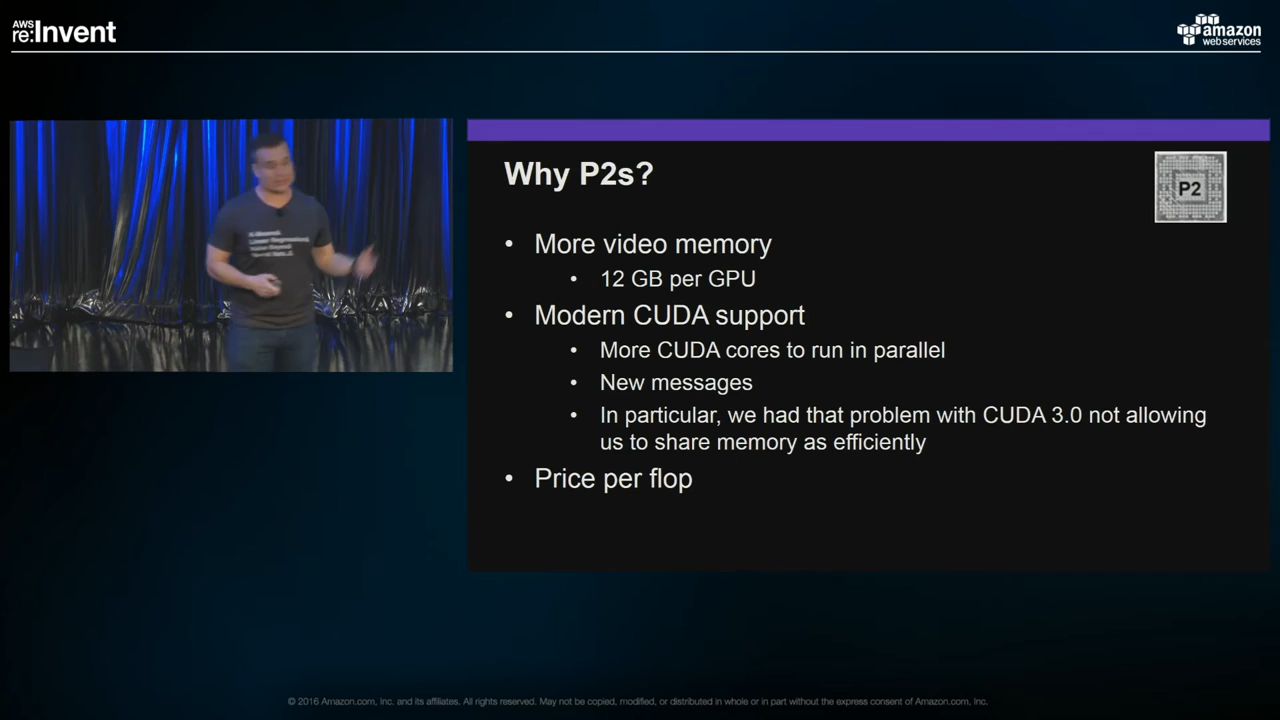 AWS
re:Invent
amazon
web services
Why P2s?
P2
• More video memory
• 12 GB per GPU
• Modern CUDA support
• More CUDA cores to run in parallel
• New messages
• In particular, we had that problem with CUDA 3.0 not allowing
us to share memory as efficiently
• Price per flop
© 2016 Amazon.com, Inc. and its affiliates. All rights reserved. May not be copied, modified, or distributed in whole or in part without the express consent of Amazon.com, Inc.